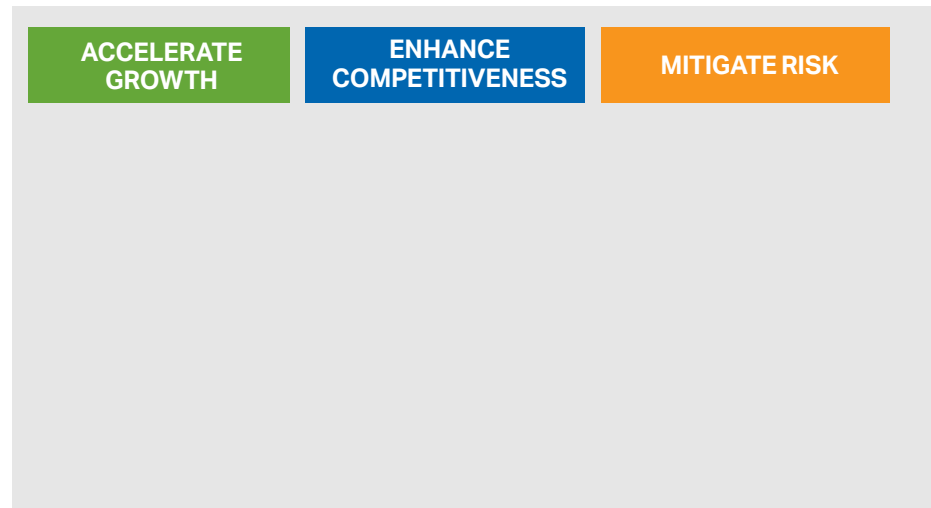 ACCELERATE
GROWTH
ENHANCE
COMPETITIVENESS
MITIGATE RISK